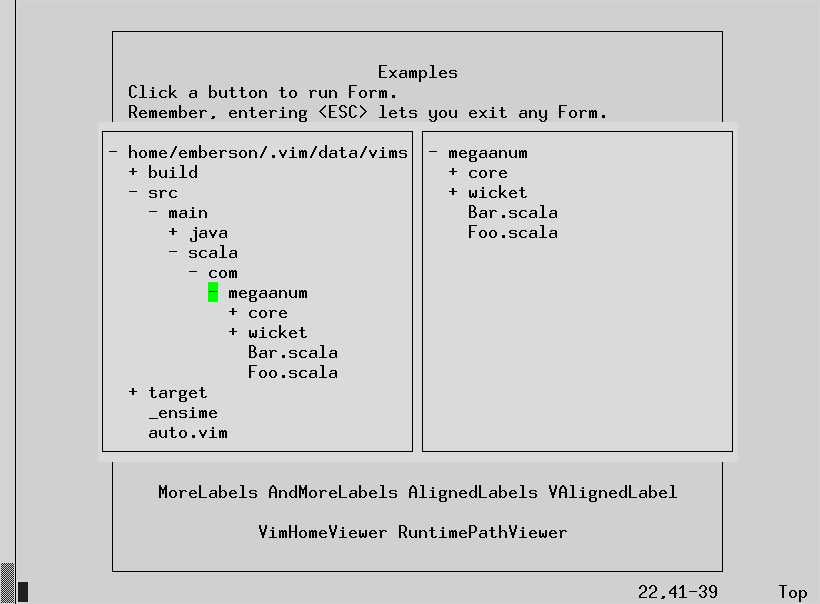 Examples
Click a button to run Form.
Remember, entering <ESC> lets you exit any Form.
- home/emberson/.vim/data/vims
+ build
- src
- main
+ java
- scala
- com
- megaanum
+ core
+ wicket
Bar.scala
Foo.scala
+ target
_ensime
auto.vim
- megaanum
+ core
+ wicket
Bar.scala
Foo.scala
MoreLabels AndMoreLabels AlignedLabels VAlignedLabel
VimHomeViewer RuntimePathViewer
22,41-39 Top